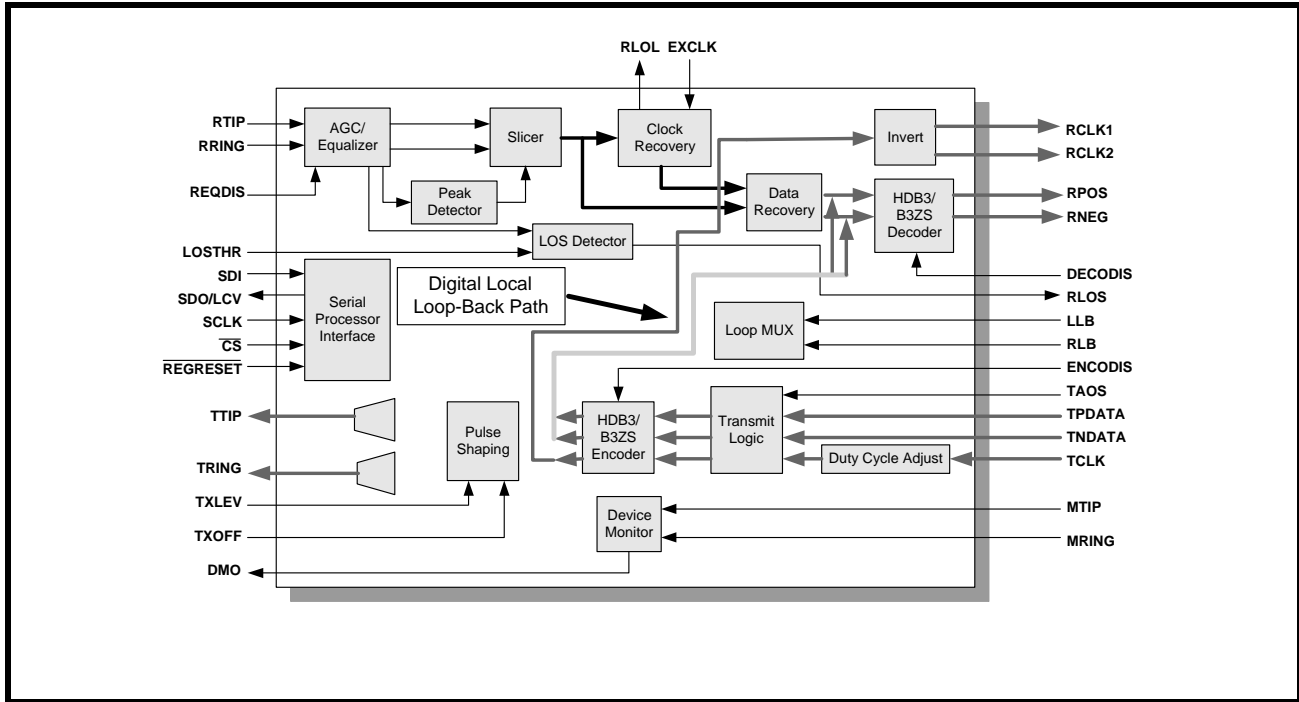 RLOL EXCLK
RTIP
RRING
REQDIS
LOSTHR
SDI
SDO/LCV
SCLK
CS
REGRESET
TTIP
TRING
TXLEV
TXOFF
DMO
AGC/
Equalizer
Peak
Detector
Slicer
Clock
Recovery
Data
Recovery
Invert
HDB3/
B3ZS
Decoder
LOS Detector
Serial
Processor
Interface
Digital Local
Loop-Back Path
Loop MUX
Pulse
Shaping
HDB3/
B3ZS
Encoder
Transmit
Logic
Duty Cycle Adjust
Device
Monitor
RCLK1
RCLK2
RPOS
RNEG
DECODIS
RLOS
LLB
RLB
ENCODIS
TAOS
TPDATA
TNDATA
TCLK
MTIP
MRING